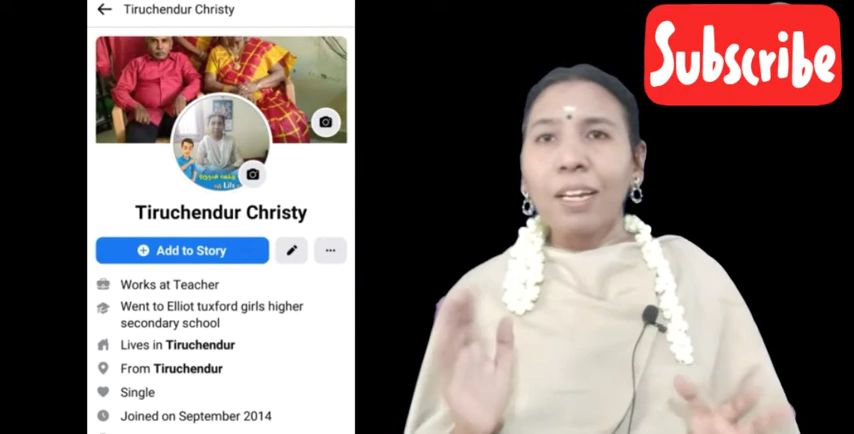 Tiruchendur Christy
Subscribe
Tiruchendur Christy
Add to Story
Works at Teacher
Went to Elliot tuxford girls higher
secondary school
Lives in Tiruchendur
From Tiruchendur
Single
Joined on September 2014